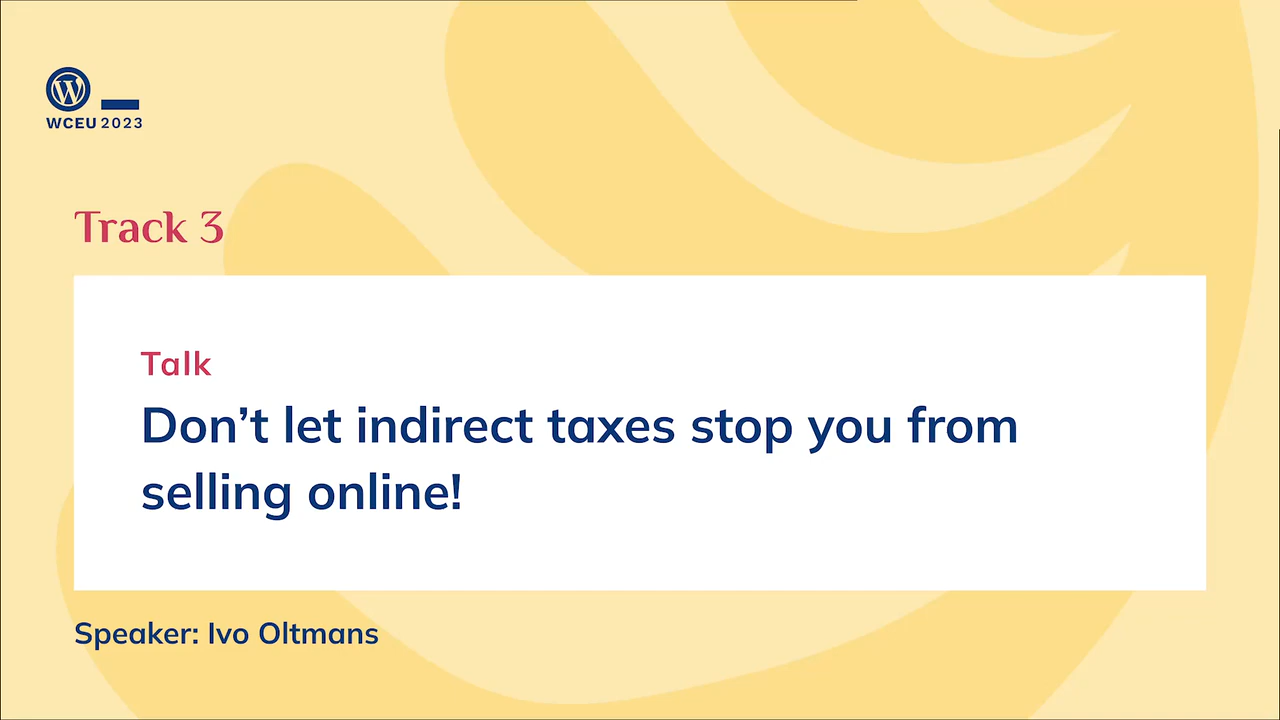 WCEU 2023
Track 3
Talk
Don’t let indirect taxes stop you from
selling online!
Speaker: Ivo Oltmans